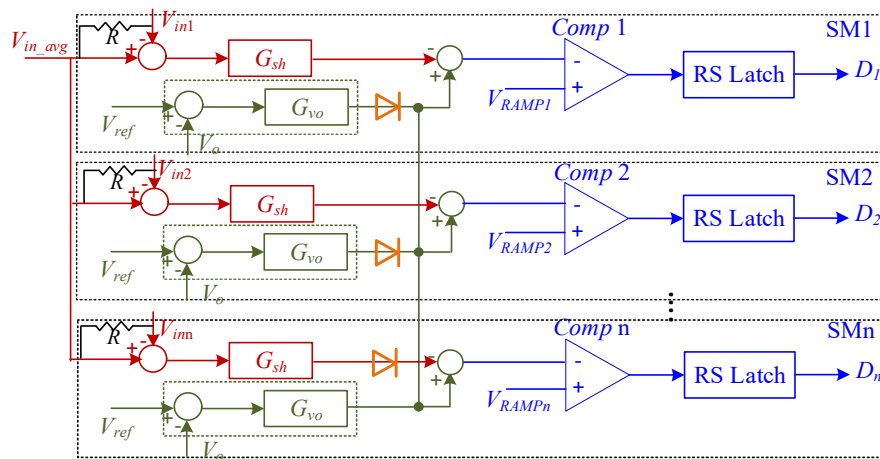 V_in1 Comp 1 SM1
V_in_avg R - + G_sh - + - + RS Latch D_1
V_ref + - G_vo V_RAMP1
V_o
V_in2 Comp 2 SM2
R - + G_sh - + - + RS Latch D_2
V_ref + - G_vo V_RAMP2
V_o
V_inn Comp n SMn
R - + G_sh - + - + RS Latch D_n
V_ref + - G_vo V_RAMPn
V_o